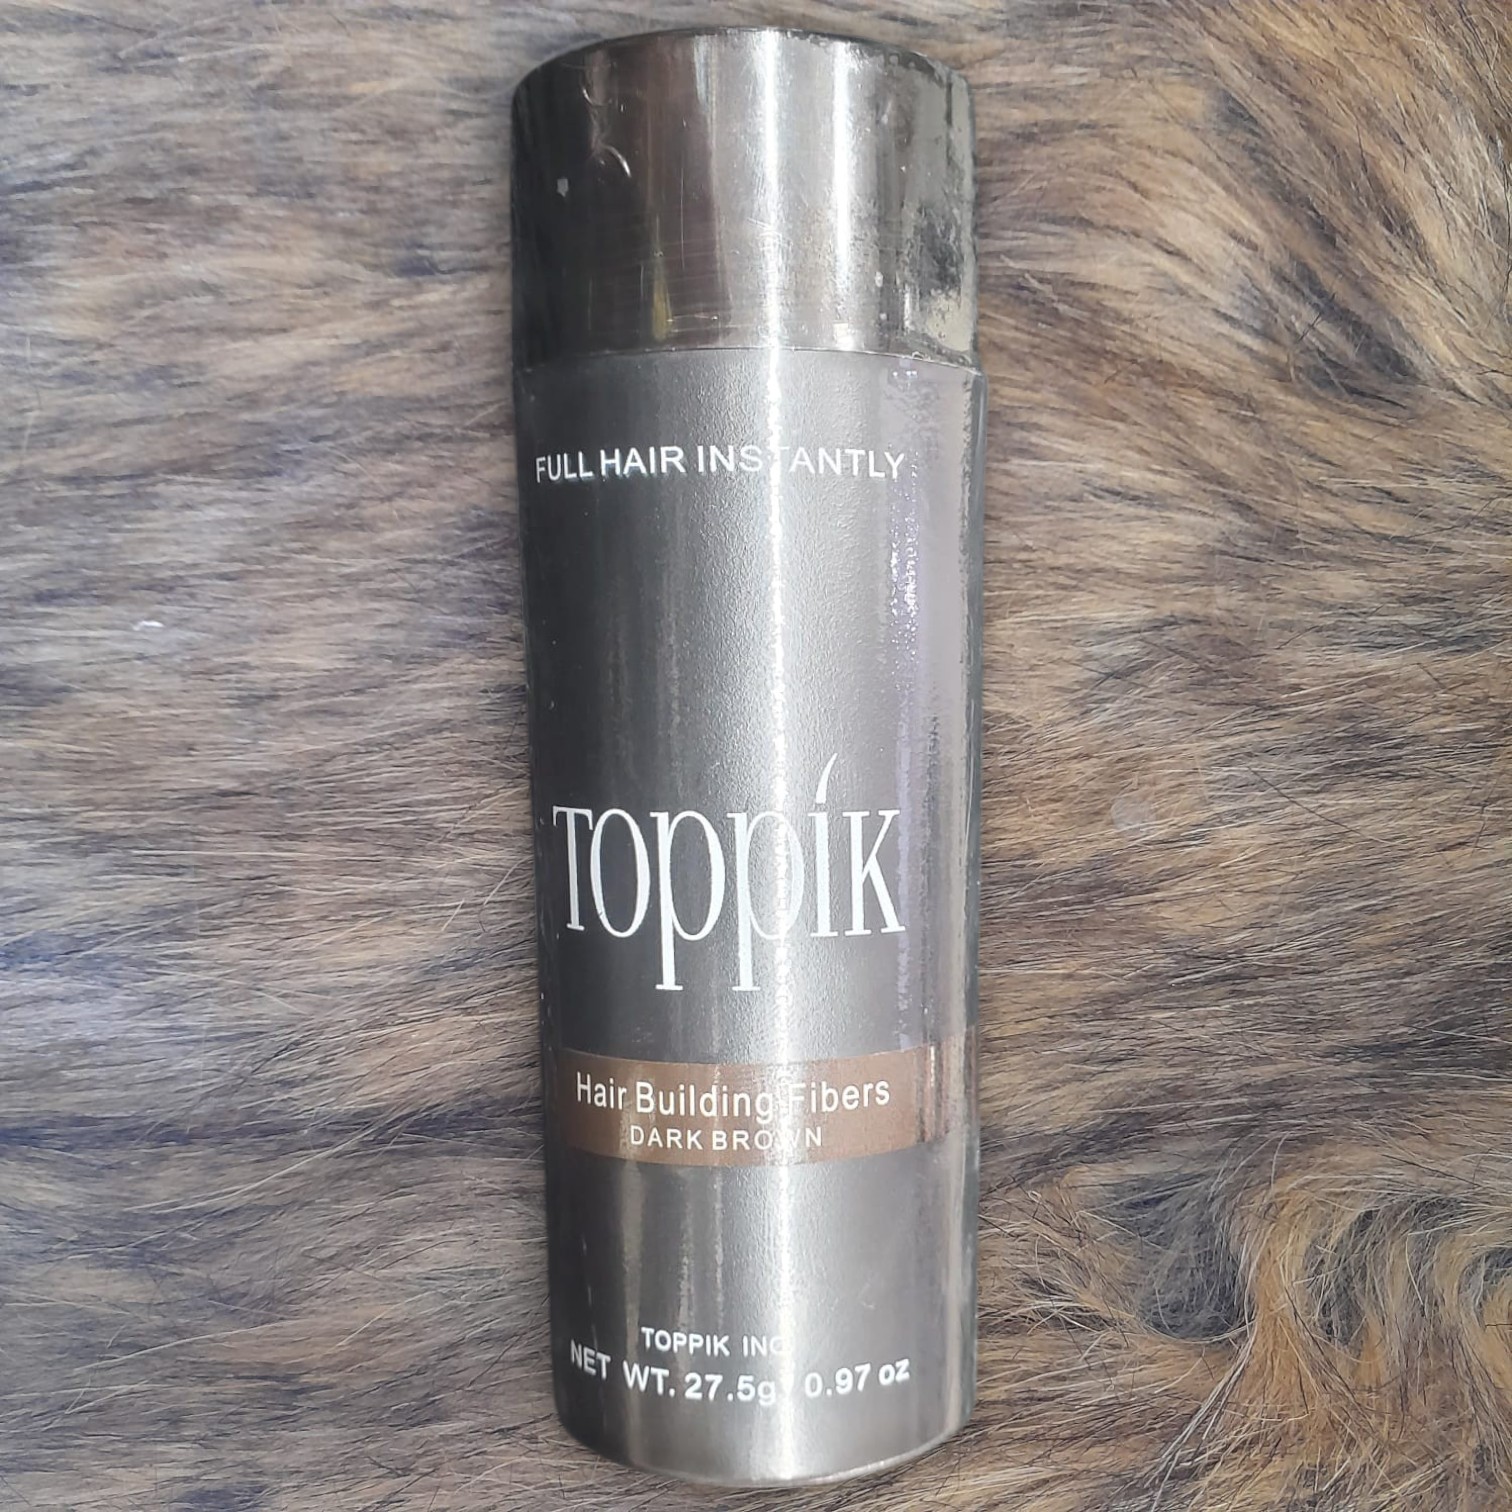 FULL HAIR INSTANTLY
Toppik
Hair Building Fibers
DARK BROWN
TOPPIK INC
NET WT. 27.5g / 0.97 oz